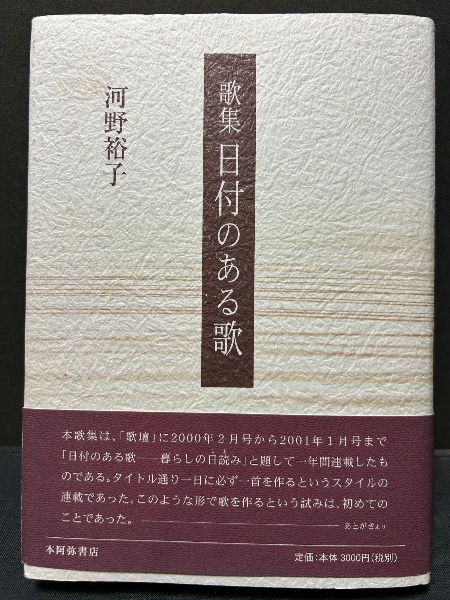 歌集 日付のある歌
河野裕子
本歌集は、「歌壇」に2000年2月号から2001年1月号まで
「日付のある歌――暮らしの日読み」と題して一年間連載したも
のである。タイトル通り一日に必ず一首を作るというスタイルの
連載であった。このような形で歌を作るという試みは、初めての
ことであった。
あとがきより
本阿弥書店
定価:本体3000円(税別)